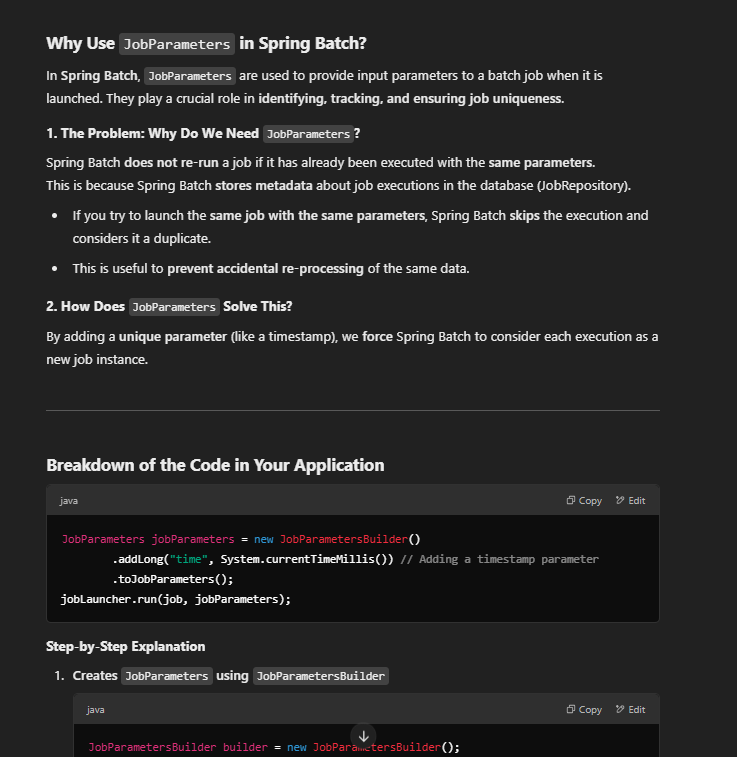 Why Use JobParameters in Spring Batch?
In Spring Batch, JobParameters are used to provide input parameters to a batch job when it is
launched. They play a crucial role in identifying, tracking, and ensuring job uniqueness.
1. The Problem: Why Do We Need JobParameters?
Spring Batch does not re-run a job if it has already been executed with the same parameters.
This is because Spring Batch stores metadata about job executions in the database (JobRepository).
• If you try to launch the same job with the same parameters, Spring Batch skips the execution and
considers it a duplicate.
• This is useful to prevent accidental re-processing of the same data.
2. How Does JobParameters Solve This?
By adding a unique parameter (like a timestamp), we force Spring Batch to consider each execution as a
new job instance.
Breakdown of the Code in Your Application
java Copy Edit
JobParameters jobParameters = new JobParametersBuilder()
.addLong("time", System.currentTimeMillis()) // Adding a timestamp parameter
.toJobParameters();
jobLauncher.run(job, jobParameters);
Step-by-Step Explanation
1. Creates JobParameters using JobParametersBuilder
java Copy Edit
JobParametersBuilder builder = new JobParametersBuilder();